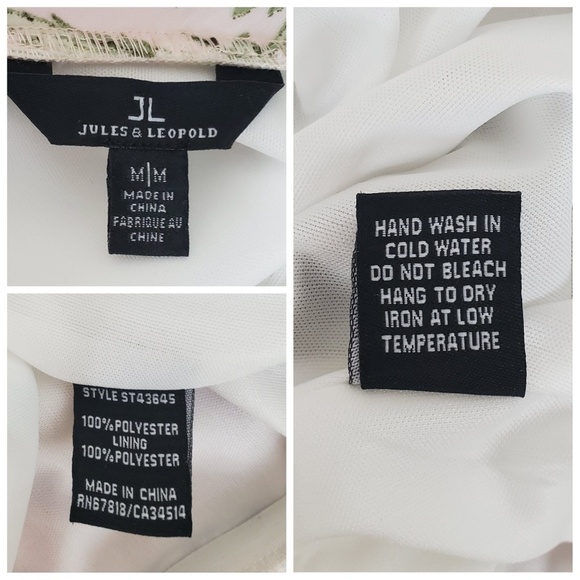 JL
JULES & LEOPOLD
M|M
MADE IN
CHINA
FABRIQUE AU
CHINE
STYLE ST43645
100%POLYESTER
LINING
100%POLYESTER
MADE IN CHINA
RN67818/CA34514
HAND WASH IN
COLD WATER
DO NOT BLEACH
HANG TO DRY
IRON AT LOW
TEMPERATURE